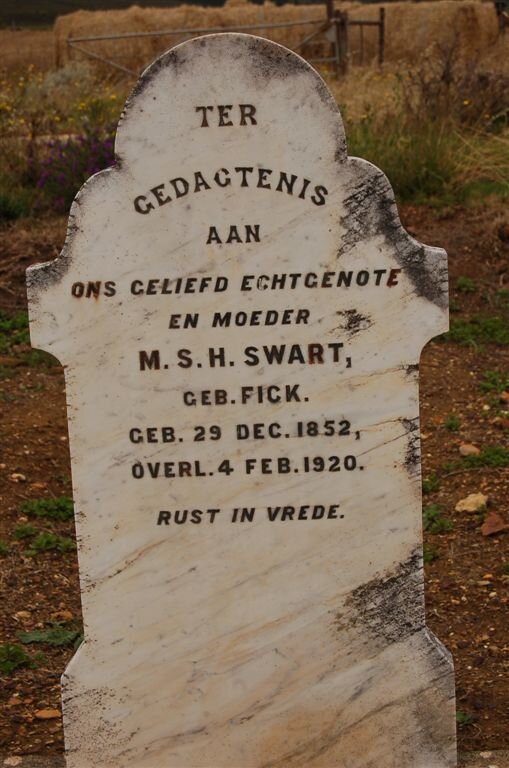 TER
GEDACTENIS
AAN
ONS GELIEFD ECHTGENOTE
EN MOEDER
M.S.H. SWART,
GEB. FICK.
GEB. 29 DEC. 1852,
OVERL. 4 FEB. 1920.
RUST IN VREDE.